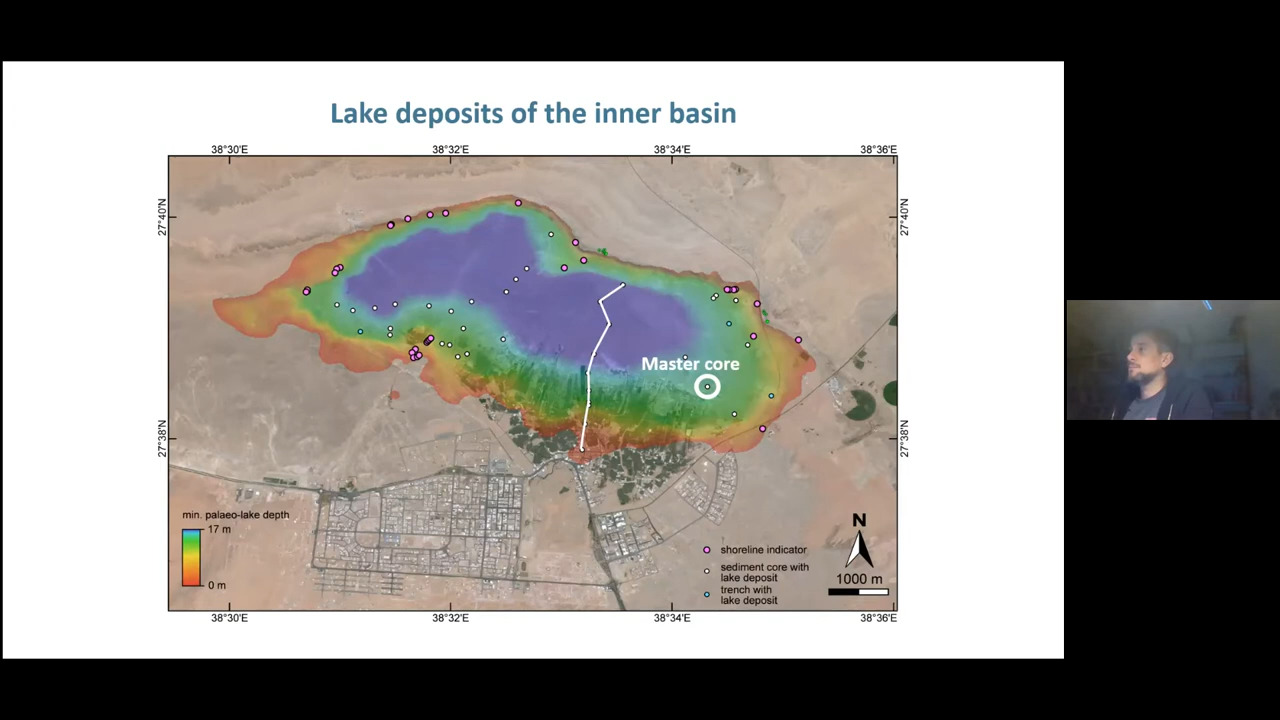 Lake deposits of the inner basin
38°30'E
38°32'E
38°34'E
38°36'E
27°40'N
27°40'N
Master core
27°38'N
27°38'N
min. palaeo-lake depth
17 m
0 m
shoreline indicator
sediment core with
lake deposit
trench with
lake deposit
N
1000 m
38°30'E
38°32'E
38°34'E
38°36'E